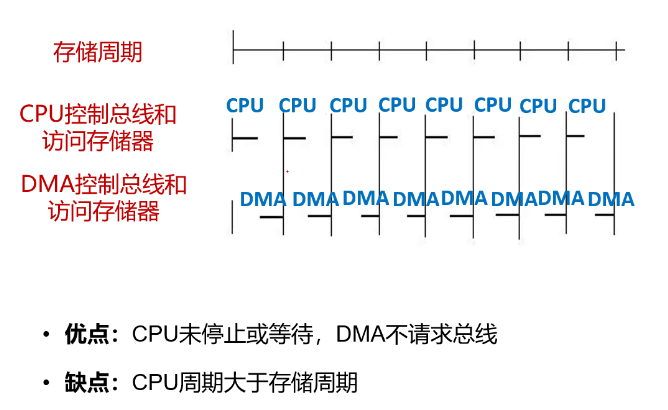 存储周期
CPU CPU CPU CPU CPU CPU CPU CPU
CPU控制总线和
访问存储器
DMA控制总线和
访问存储器
DMA DMA DMA DMA DMA DMA DMA DMA
• 优点：CPU未停止或等待，DMA不请求总线
• 缺点：CPU周期大于存储周期